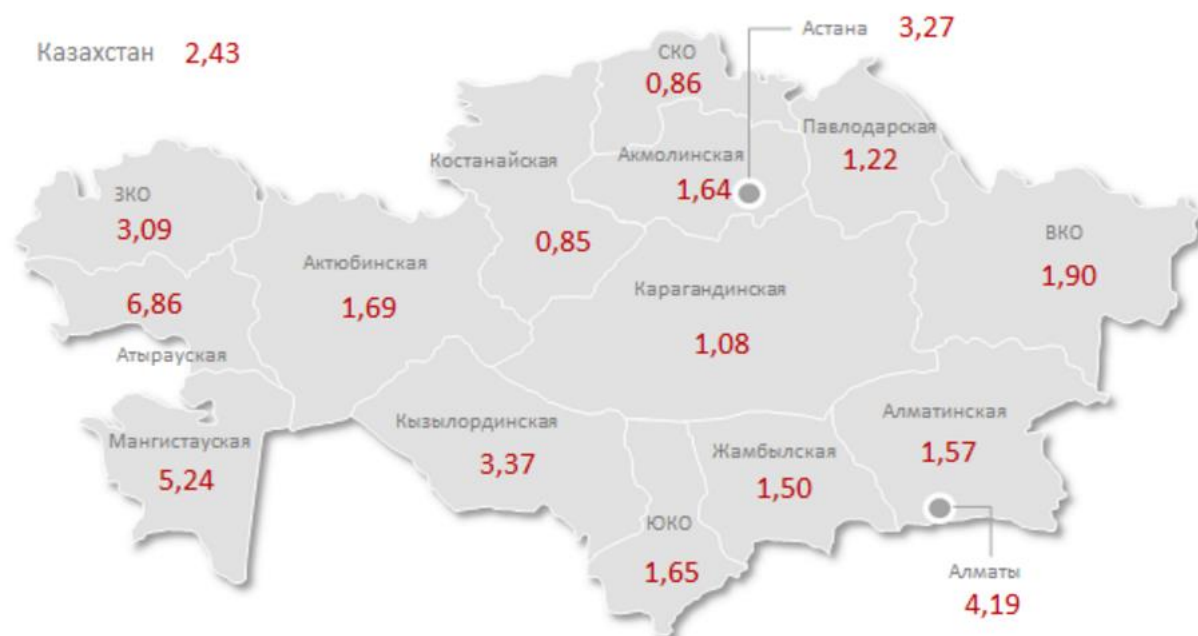 Астана 3,27
Казахстан 2,43
СКО
0,86
Павлодарская
1,22
Костанайская
0,85
Акмолинская
1,64
ЗКО
3,09
ВКО
1,90
Актюбинская
1,69
Карагандинская
1,08
6,86
Атырауская
Мангистауская
5,24
Кызылординская
3,37
Жамбылская
1,50
Алматинская
1,57
ЮКО
1,65
Алматы
4,19